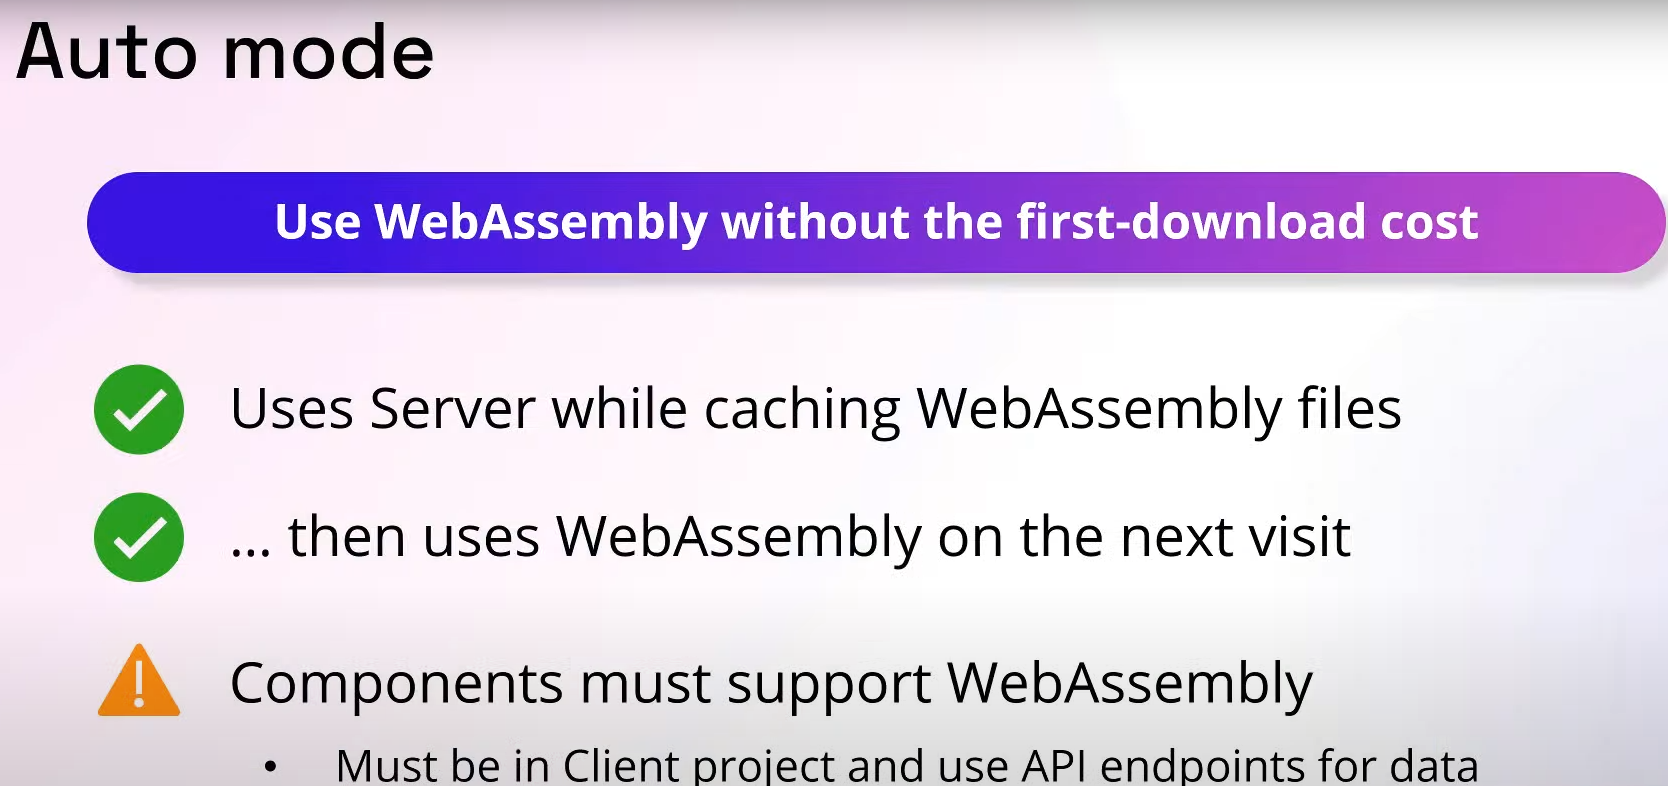 Auto mode
Use WebAssembly without the first-download cost
Uses Server while caching WebAssembly files
... then uses WebAssembly on the next visit
Components must support WebAssembly
• Must be in Client project and use API endpoints for data